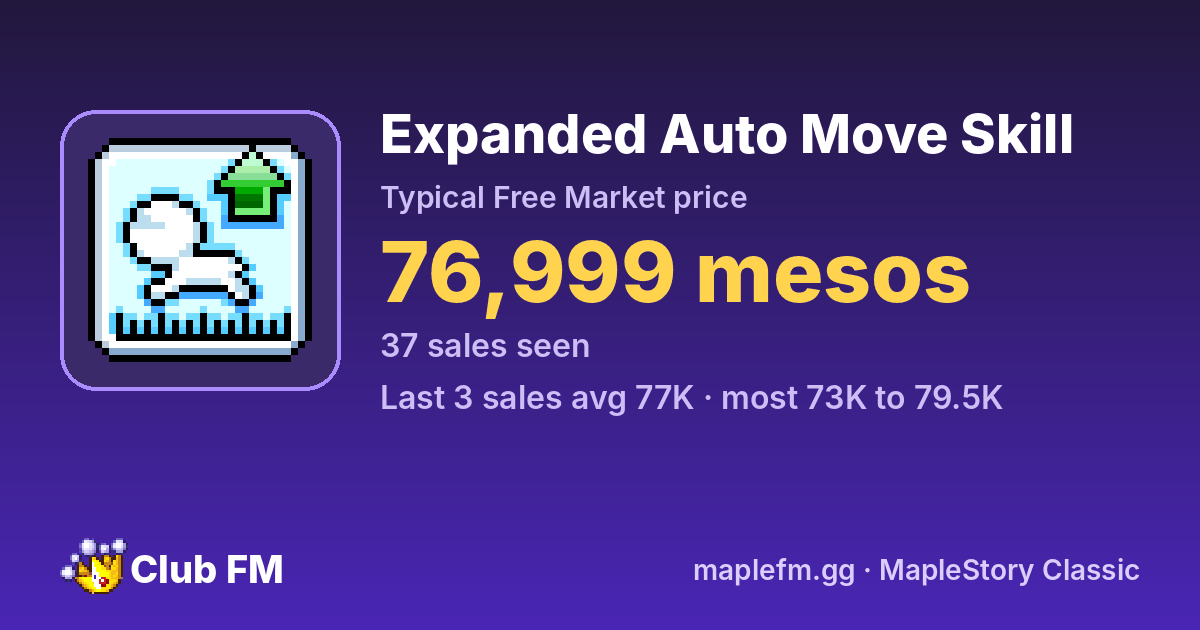 Expanded Auto Move Skill
Typical Free Market price
76,999 mesos
37 sales seen
Last 3 sales avg 77K · most 73K to 79.5K
Club FM
maplefm.gg · MapleStory Classic